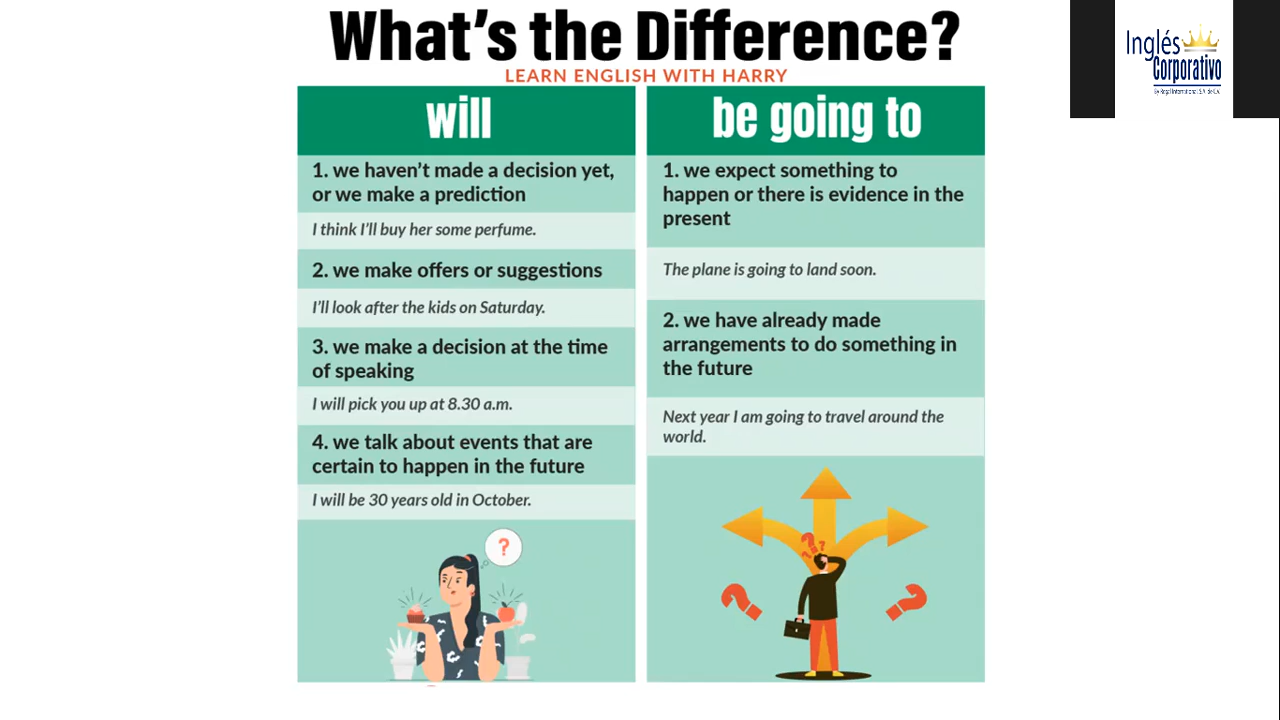 What's the Difference?
LEARN ENGLISH WITH HARRY
Inglés
Corporativo
will
1. we haven't made a decision yet,
or we make a prediction
I think I'll buy her some perfume.
2. we make offers or suggestions
I'll look after the kids on Saturday.
3. we make a decision at the time
of speaking
I will pick you up at 8.30 a.m.
4. we talk about events that are
certain to happen in the future
I will be 30 years old in October.
?
be going to
1. we expect something to
happen or there is evidence in the
present
The plane is going to land soon.
2. we have already made
arrangements to do something in
the future
Next year I am going to travel around the
world.
? ? ?
? ?